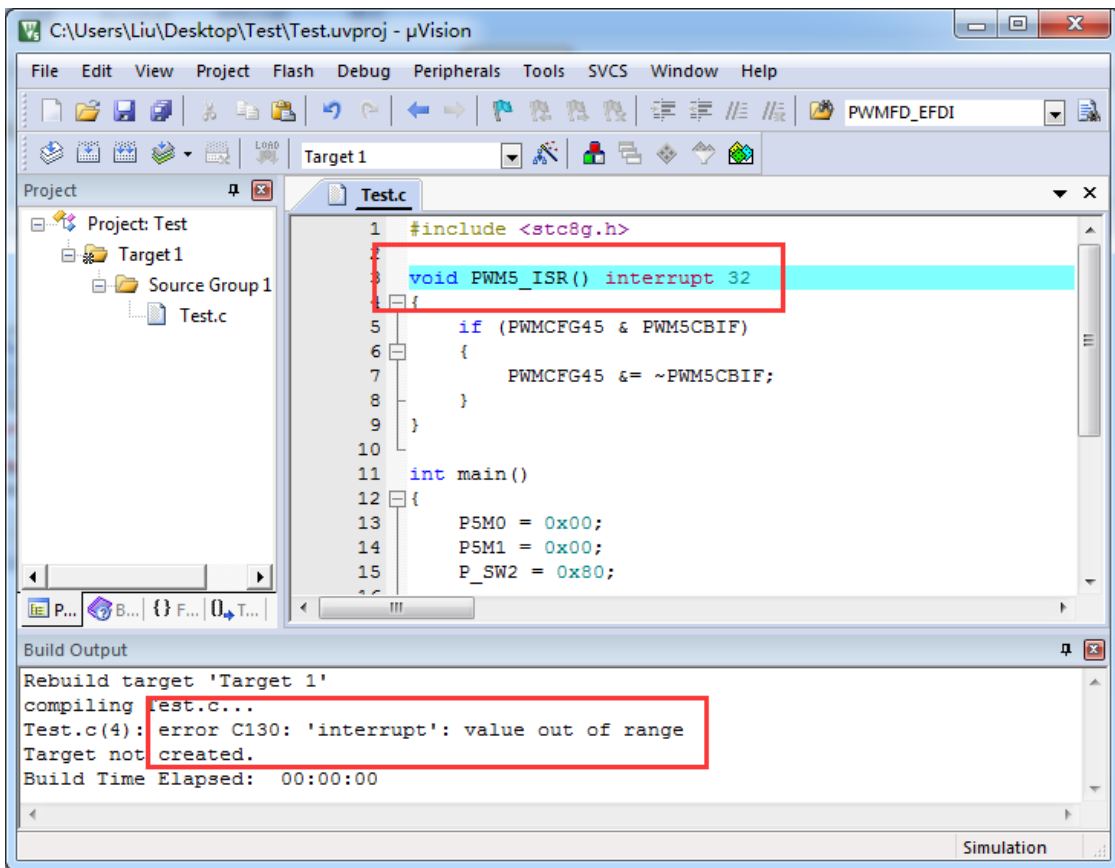 C:\Users\Liu\Desktop\Test\Test.uvproj - µVision
File Edit View Project Flash Debug Peripherals Tools SVCS Window Help
PWMFD_EFDI
LOAD Target 1
Project
Test.c
Project: Test
Target 1
Source Group 1
Test.c
1 #include <stc8g.h>
2
3 void PWM5_ISR() interrupt 32
4 {
5 if (PWMCFG45 & PWM5CBIF)
6 {
7 PWMCFG45 &= ~PWM5CBIF;
8 }
9 }
10
11 int main()
12 {
13 P5M0 = 0x00;
14 P5M1 = 0x00;
15 P_SW2 = 0x80;
16
P... B... {} F... 0 T...
Build Output
Rebuild target 'Target 1'
compiling Test.c...
Test.c(4): error C130: 'interrupt': value out of range
Target not created.
Build Time Elapsed: 00:00:00
Simulation